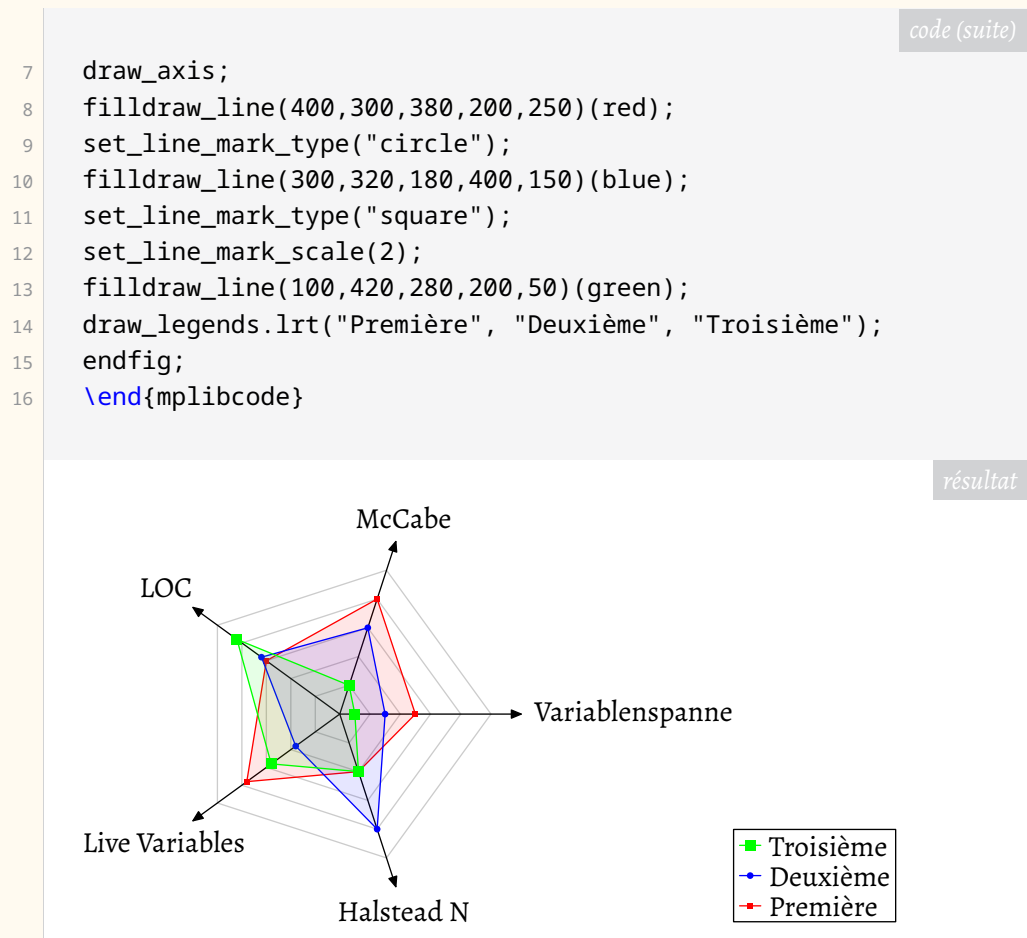 code (suite)
7 draw_axis;
8 filldraw_line(400,300,380,200,250)(red);
9 set_line_mark_type("circle");
10 filldraw_line(300,320,180,400,150)(blue);
11 set_line_mark_type("square");
12 set_line_mark_scale(2);
13 filldraw_line(100,420,280,200,50)(green);
14 draw_legends.lrt("Première", "Deuxième", "Troisième");
15 endfig;
16 \end{mplibcode}
résultat
McCabe
LOC
Variablenspanne
Live Variables
Halstead N
Troisième
Deuxième
Première